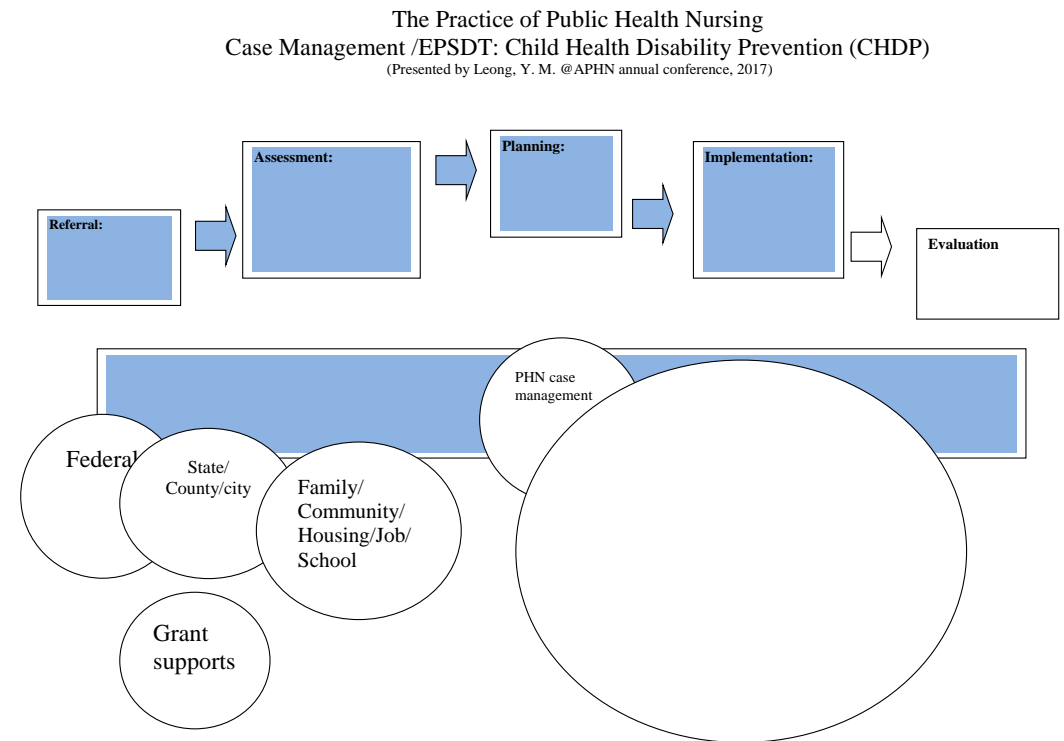 The Practice of Public Health Nursing
Case Management /EPSDT: Child Health Disability Prevention (CHDP)
(Presented by Leong, Y. M. @APHN annual conference, 2017)
Referral:
Assessment:
Planning:
Implementation:
Evaluation
PHN case
management
Federal
State/
County/city
Family/
Community/
Housing/Job/
School
Grant
supports